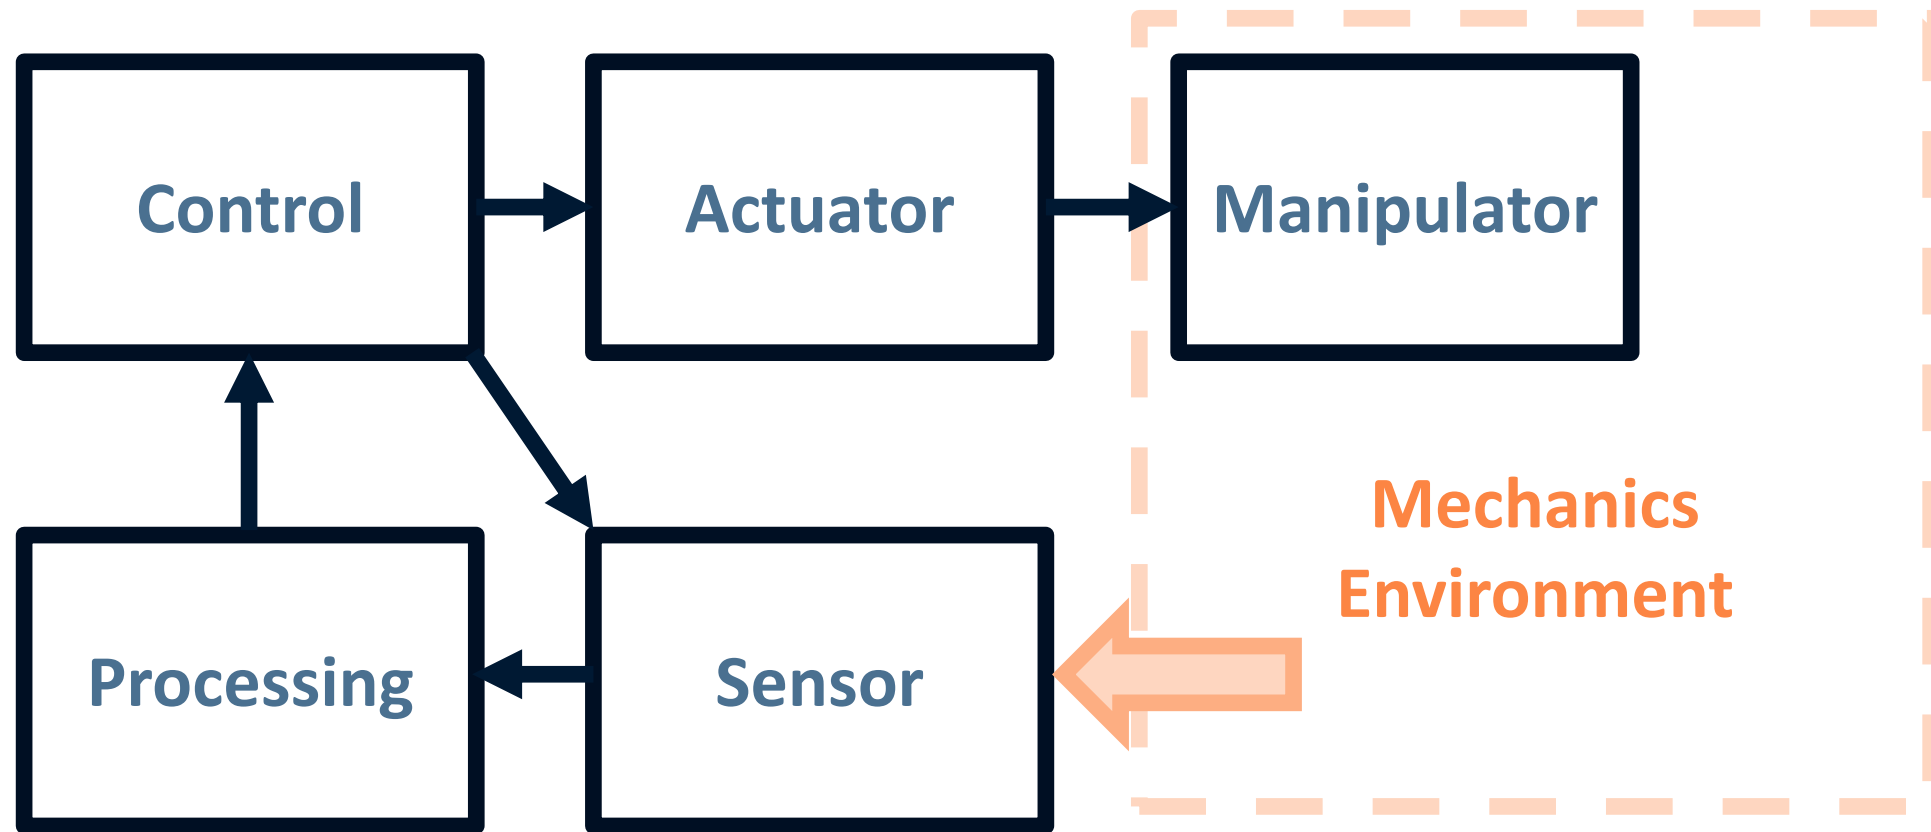 Control
Actuator
Manipulator
Mechanics
Environment
Processing
Sensor